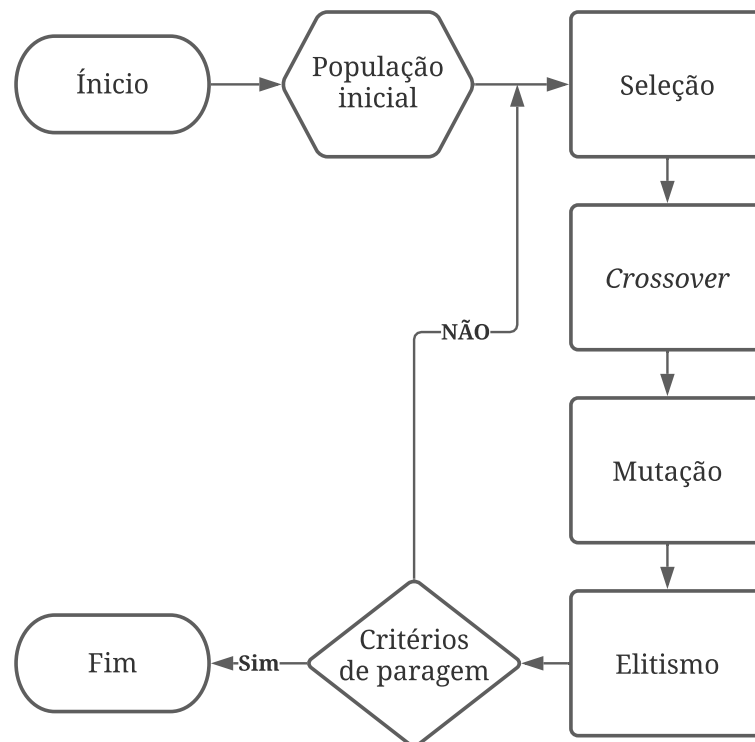 Ínicio
População
inicial
Seleção
Crossover
NÃO
Mutação
Critérios
de paragem
Elitismo
Sim
Fim